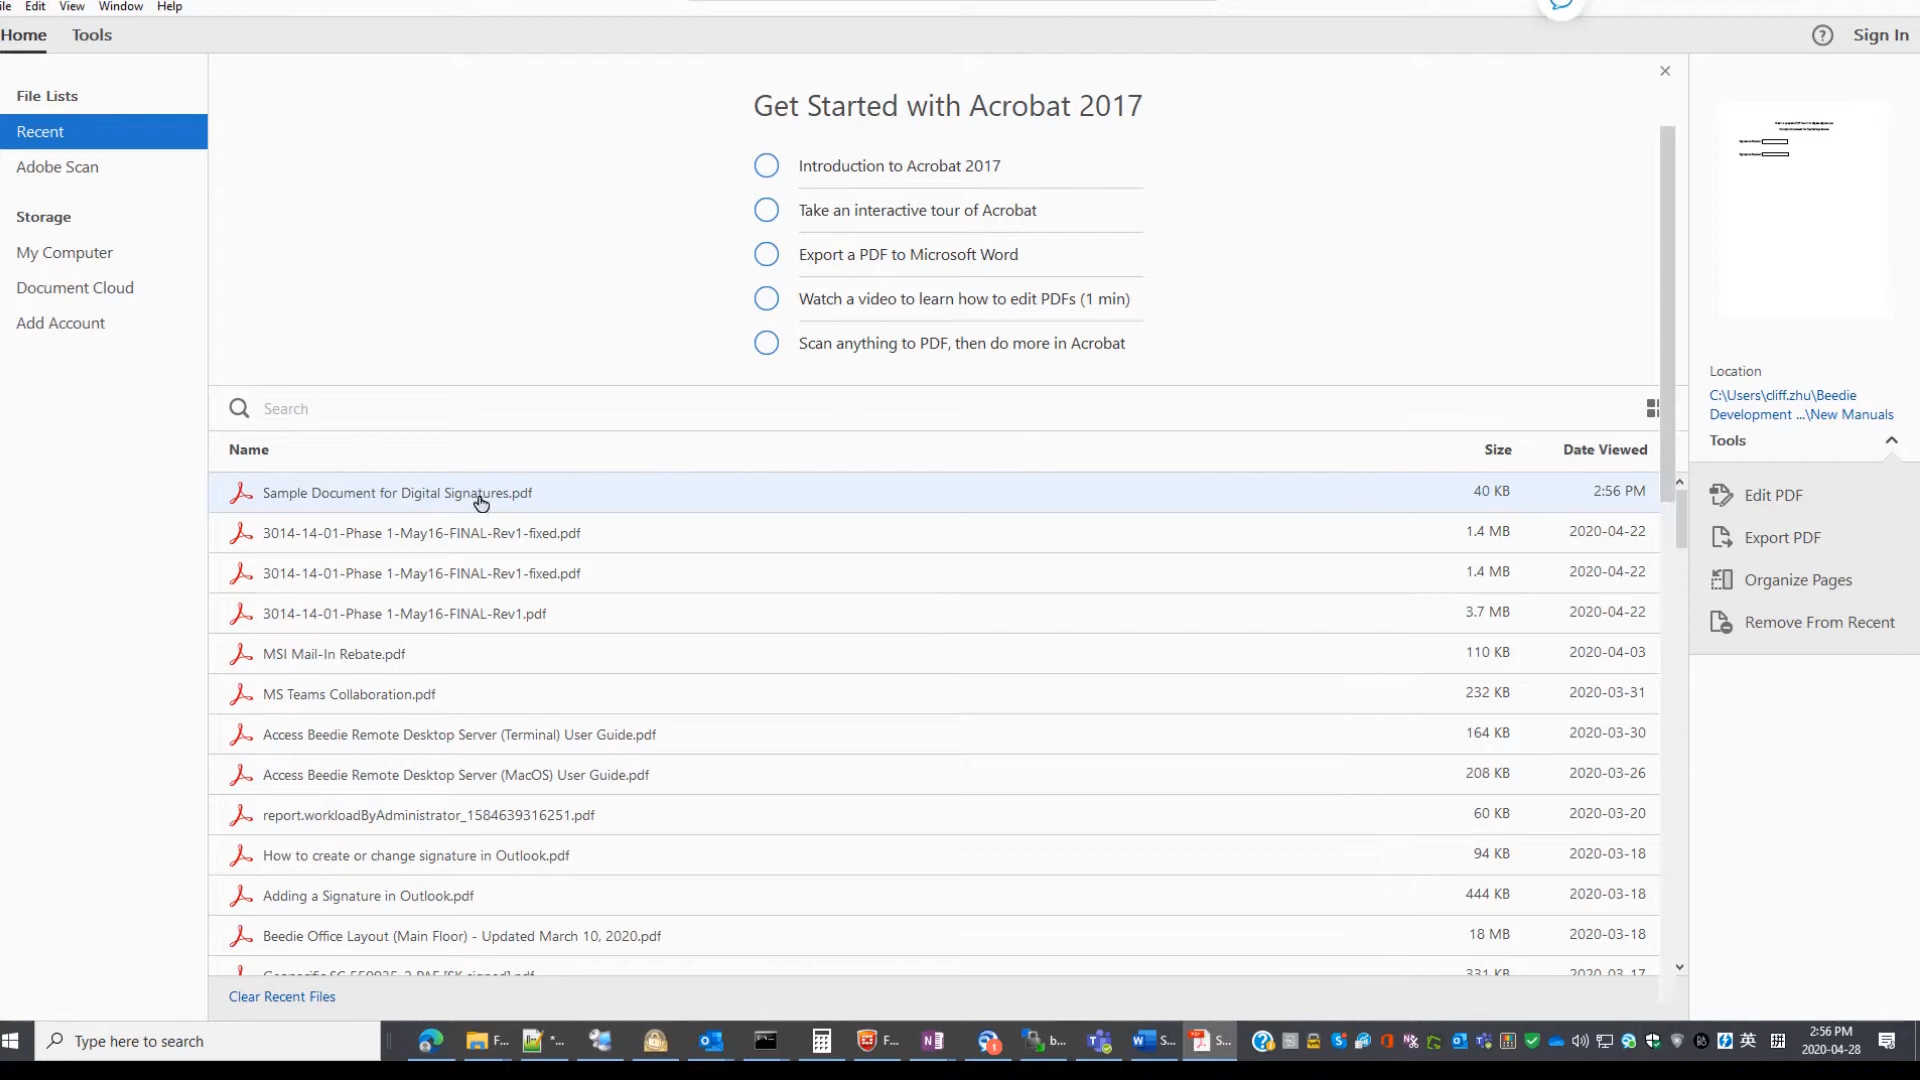 ile Edit View Window Help
Home Tools
Sign In
File Lists
Recent
Adobe Scan
Storage
My Computer
Document Cloud
Add Account
Get Started with Acrobat 2017
Introduction to Acrobat 2017
Take an interactive tour of Acrobat
Export a PDF to Microsoft Word
Watch a video to learn how to edit PDFs (1 min)
Scan anything to PDF, then do more in Acrobat
Search
Name Size Date Viewed
Sample Document for Digital Signatures.pdf 40 KB 2:56 PM
3014-14-01-Phase 1-May16-FINAL-Rev1-fixed.pdf 1.4 MB 2020-04-22
3014-14-01-Phase 1-May16-FINAL-Rev1-fixed.pdf 1.4 MB 2020-04-22
3014-14-01-Phase 1-May16-FINAL-Rev1.pdf 3.7 MB 2020-04-22
MSI Mail-In Rebate.pdf 110 KB 2020-04-03
MS Teams Collaboration.pdf 232 KB 2020-03-31
Access Beedie Remote Desktop Server (Terminal) User Guide.pdf 164 KB 2020-03-30
Access Beedie Remote Desktop Server (MacOS) User Guide.pdf 208 KB 2020-03-26
report.workloadByAdministrator_1584639316251.pdf 60 KB 2020-03-20
How to create or change signature in Outlook.pdf 94 KB 2020-03-18
Adding a Signature in Outlook.pdf 444 KB 2020-03-18
Beedie Office Layout (Main Floor) - Updated March 10, 2020.pdf 18 MB 2020-03-18
331 KB 2020-03-17
Clear Recent Files
Location
C:\Users\cliff.zhu\Beedie
Development ...\New Manuals
Tools
Edit PDF
Export PDF
Organize Pages
Remove From Recent
Type here to search
F... *... F... b... S... S...
英
2:56 PM
2020-04-28